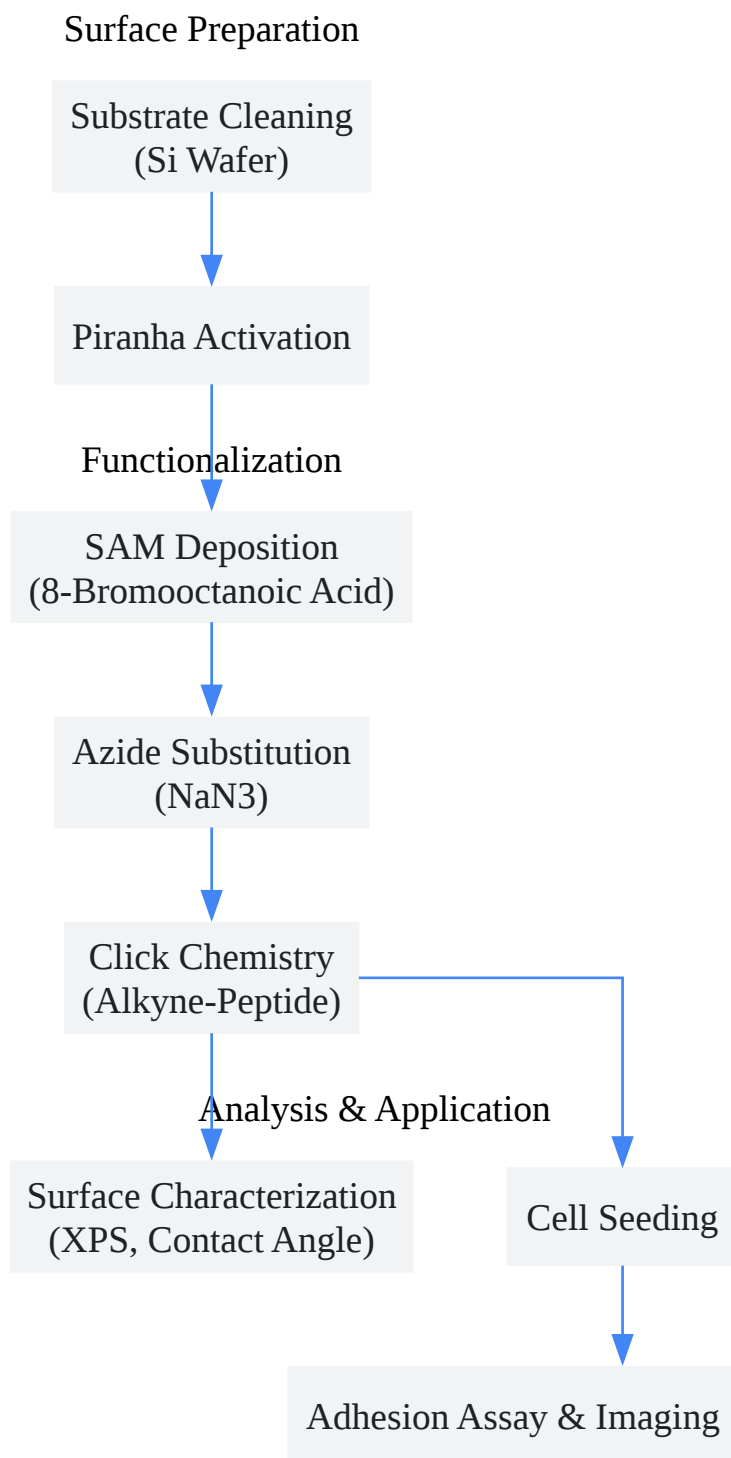 Surface Preparation
Substrate Cleaning
(Si Wafer)
Piranha Activation
Functionalization
SAM Deposition
(8-Bromooctanoic Acid)
Azide Substitution
(NaN3)
Click Chemistry
(Alkyne-Peptide)
Analysis & Application
Surface Characterization
(XPS, Contact Angle)
Cell Seeding
Adhesion Assay & Imaging